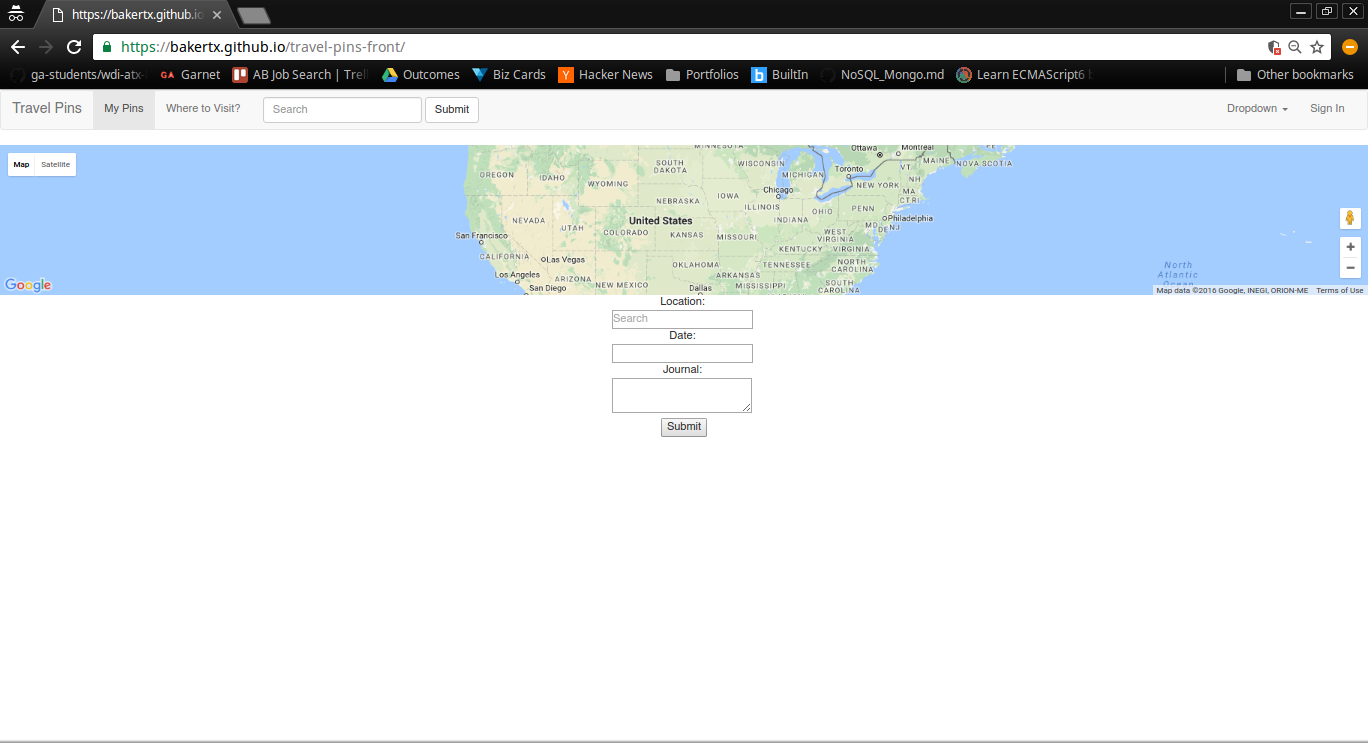 https://bakertx.github.io
https://bakertx.github.io/travel-pins-front/
ga-students/wdi-atx- GA Garnet AB Job Search | Trell Outcomes Biz Cards Y Hacker News Portfolios b BuiltIn NoSQL_Mongo.md Learn ECMAScript6 b Other bookmarks
Travel Pins My Pins Where to Visit? Search Submit Dropdown Sign In
Map Satellite
MINNESOTA
Ottawa Montreal PE
SOUTH DAKOTA
WISCONSIN
MICHIGAN
Toronto
VT MAINE NOVA SCOTIA
OREGON IDAHO WYOMING
NH
NEW YORK
MA
CT RI
Chicago
IOWA
NEBRASKA
ILLINOIS INDIANA OHIO PENN
Philadelphia
MD DE NJ
NEVADA UTAH COLORADO
United States
KANSAS MISSOURI
WEST VIRGINIA
KENTUCKY VIRGINIA
San Francisco
CALIFORNIA
Las Vegas
OKLAHOMA TENNESSEE
NORTH CAROLINA
ARKANSAS
Los Angeles
ARIZONA NEW MEXICO
San Diego
Dallas MISSISSIPPI
SOUTH CAROLINA
North
Atlantic
Ocean
+
−
Google
Map data ©2016 Google, INEGI, ORION-ME Terms of Use
Location:
Search
Date:
Journal:
Submit